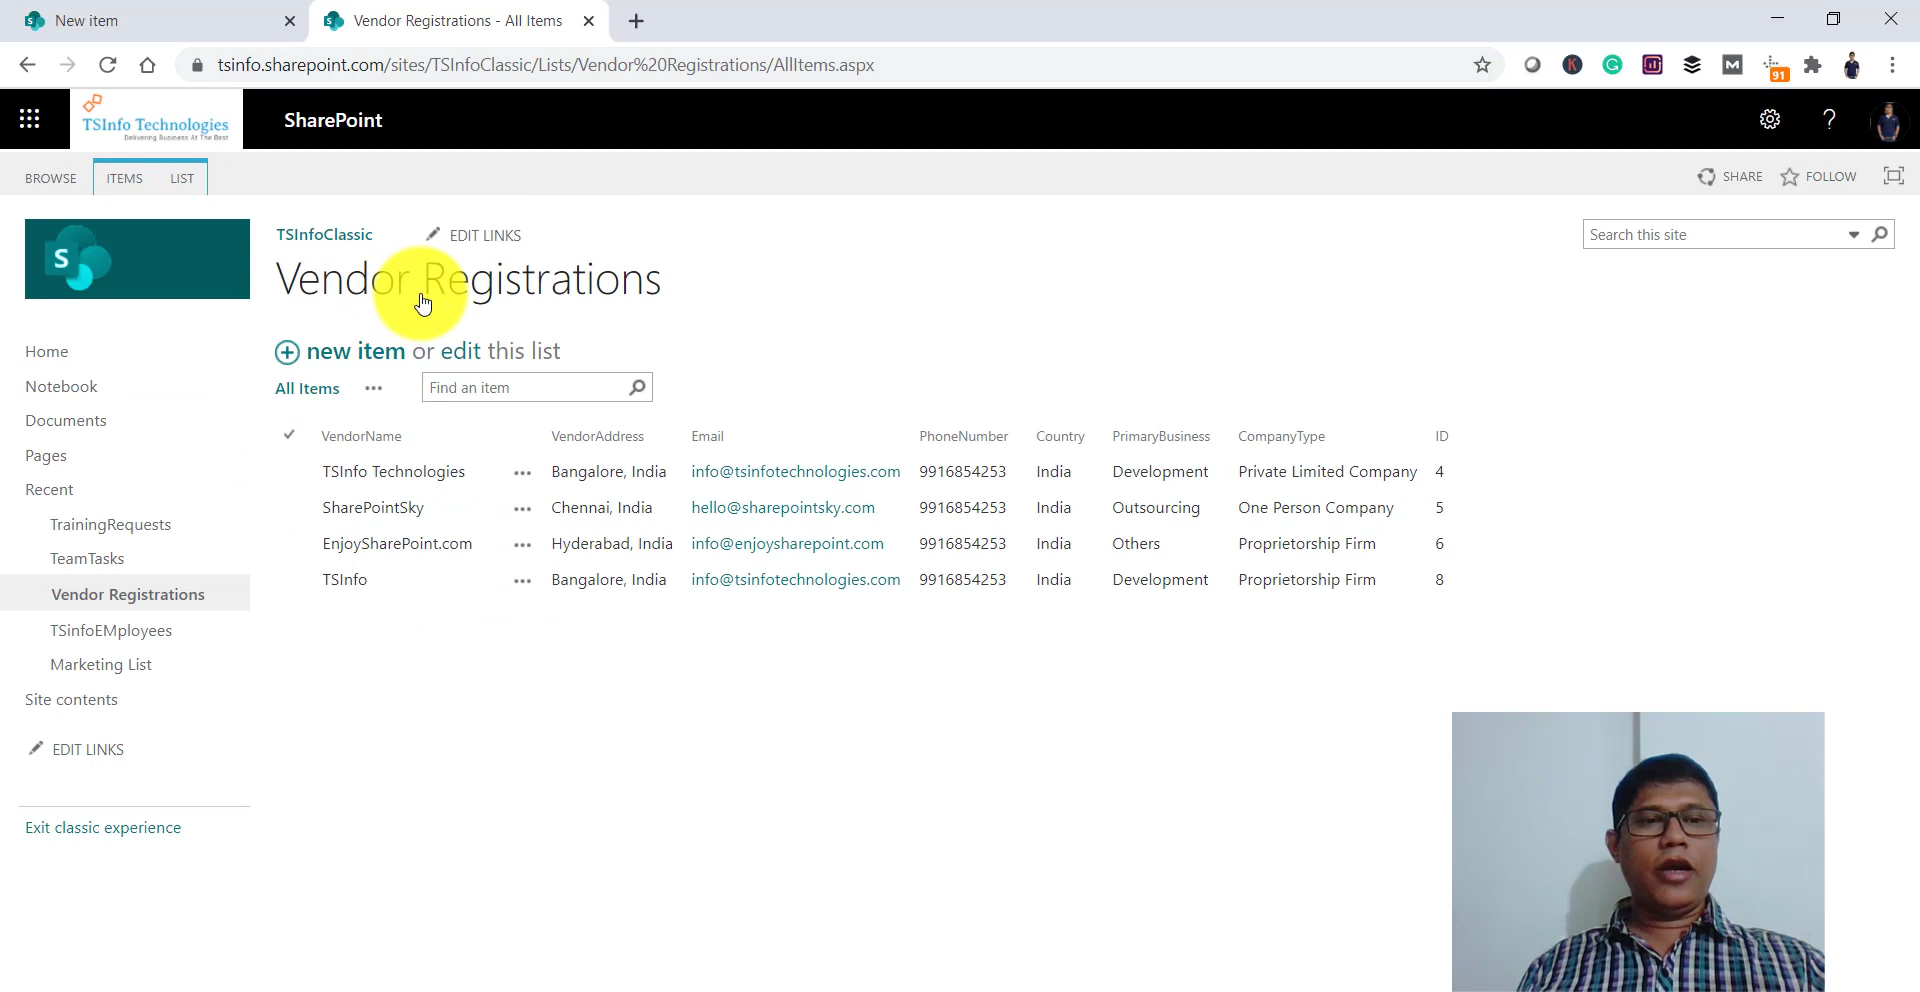 New item
Vendor Registrations - All Items
tsinfo.sharepoint.com/sites/TSInfoClassic/Lists/Vendor%20Registrations/AllItems.aspx
K
G
M
91
TSInfo Technologies
Delivering Business At The Best
SharePoint
?
BROWSE ITEMS LIST
SHARE FOLLOW
S
TSInfoClassic EDIT LINKS
Search this site
Vendor Registrations
new item or edit this list
All Items ••• Find an item
VendorName VendorAddress Email PhoneNumber Country PrimaryBusiness CompanyType ID
TSInfo Technologies ••• Bangalore, India info@tsinfotechnologies.com 9916854253 India Development Private Limited Company 4
SharePointSky ••• Chennai, India hello@sharepointsky.com 9916854253 India Outsourcing One Person Company 5
EnjoySharePoint.com ••• Hyderabad, India info@enjoysharepoint.com 9916854253 India Others Proprietorship Firm 6
TSInfo ••• Bangalore, India info@tsinfotechnologies.com 9916854253 India Development Proprietorship Firm 8
Home
Notebook
Documents
Pages
Recent
TrainingRequests
TeamTasks
Vendor Registrations
TSinfoEMployees
Marketing List
Site contents
EDIT LINKS
Exit classic experience